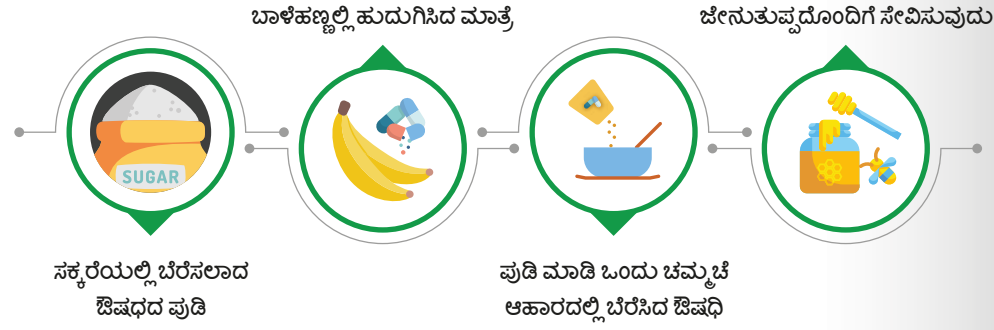 ಬಾಳೆಹಣ್ಣಲ್ಲಿ ಹುದುಗಿಸಿದ ಮಾತ್ರೆ
ಜೇನುತುಪ್ಪದೊಂದಿಗೆ ಸೇವಿಸುವುದು
SUGAR
ಸಕ್ಕರೆಯಲ್ಲಿ ಬೆರೆಸಲಾದ
ಔಷಧದ ಪುಡಿ
ಪುಡಿ ಮಾಡಿ ಒಂದು ಚಮ್ಮಚೆ
ಆಹಾರದಲ್ಲಿ ಬೆರೆಸಿದ ಔಷಧಿ